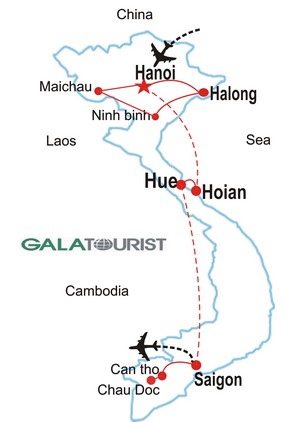 China
Hanoi
Maichau
Halong
Ninh binh
Laos
Sea
Hue
Hoian
GALATOURIST
Cambodia
Can tho
Chau Doc
Saigon